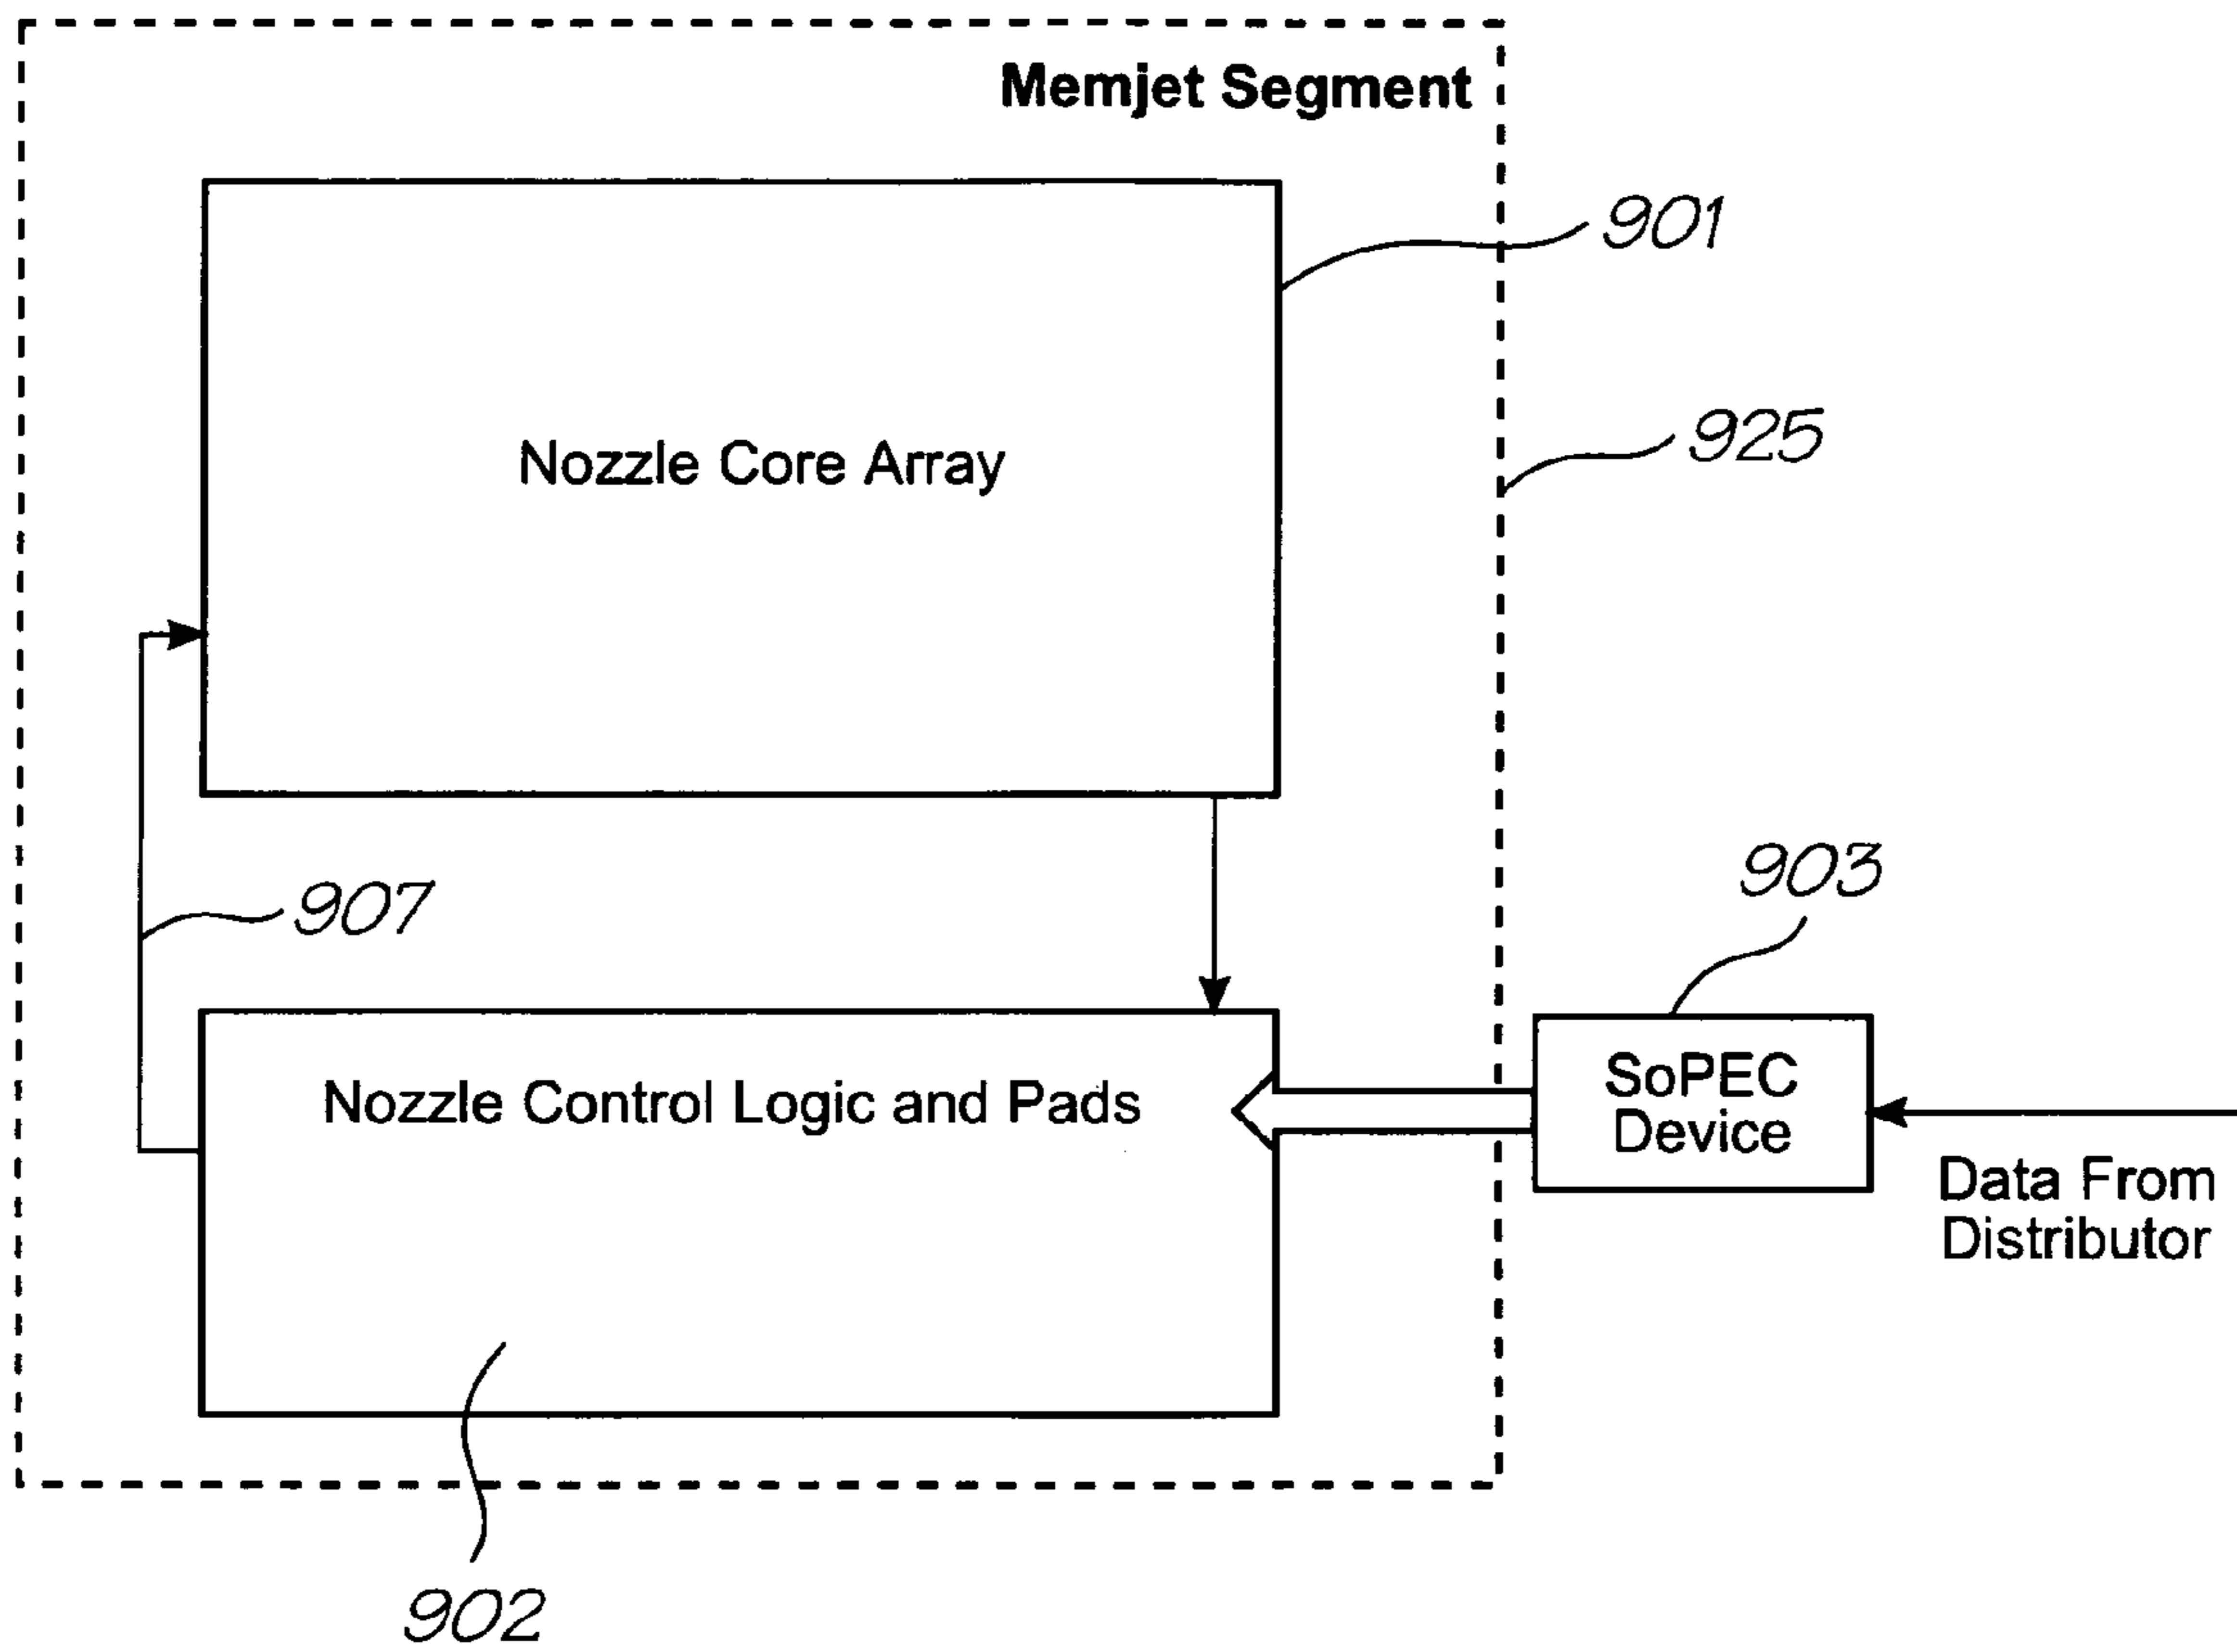 Memjet Segment
901
Nozzle Core Array
925
903
907
SoPEC
Device
Nozzle Control Logic and Pads
Data From
Distributor
902